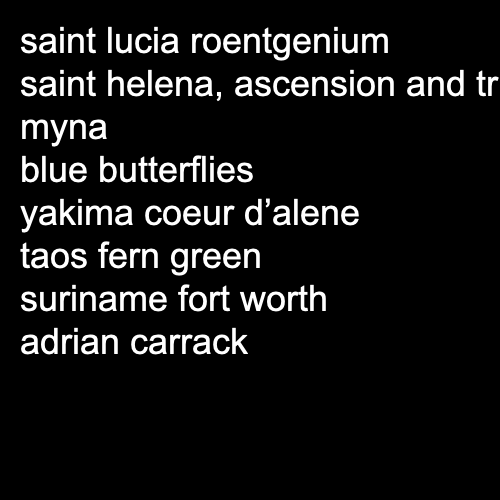 saint lucia roentgenium
saint helena, ascension and
myna
blue butterflies
yakima coeur d’alene
taos fern green
suriname fort worth
adrian carrack